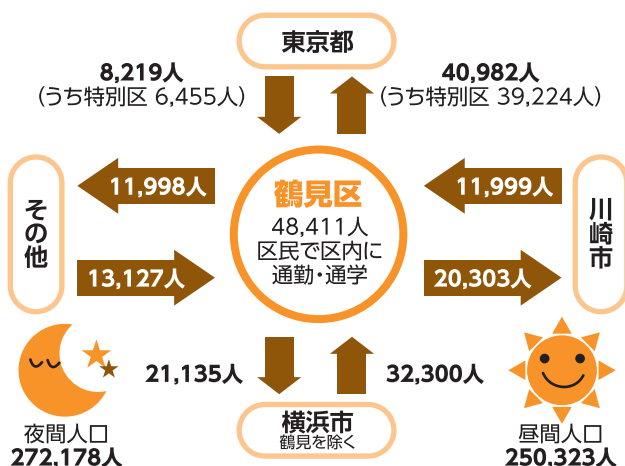 東京都
8,219人
(うち特別区 6,455人)
40,982人
(うち特別区 39,224人)
その他
11,998人
13,127人
鶴見区
48,411人
区民で区内に
通勤・通学
11,999人
20,303人
川崎市
21,135人
32,300人
横浜市
鶴見を除く
夜間人口
272,178人
昼間人口
250,323人